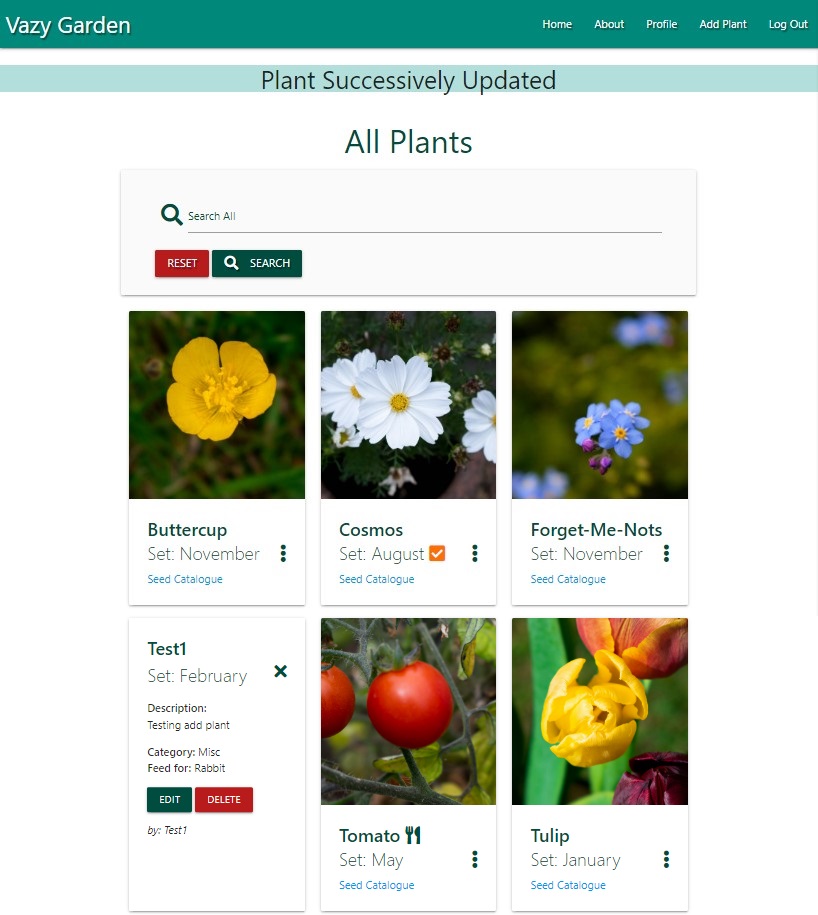 Vazy Garden
Home About Profile Add Plant Log Out
Plant Successively Updated
All Plants
Search All
RESET SEARCH
Buttercup
Set: November
Seed Catalogue
Cosmos
Set: August
Seed Catalogue
Forget-Me-Nots
Set: November
Seed Catalogue
Test1
Set: February
Description:
Testing add plant
Category: Misc
Feed for: Rabbit
EDIT DELETE
by: Test1
Tomato
Set: May
Seed Catalogue
Tulip
Set: January
Seed Catalogue